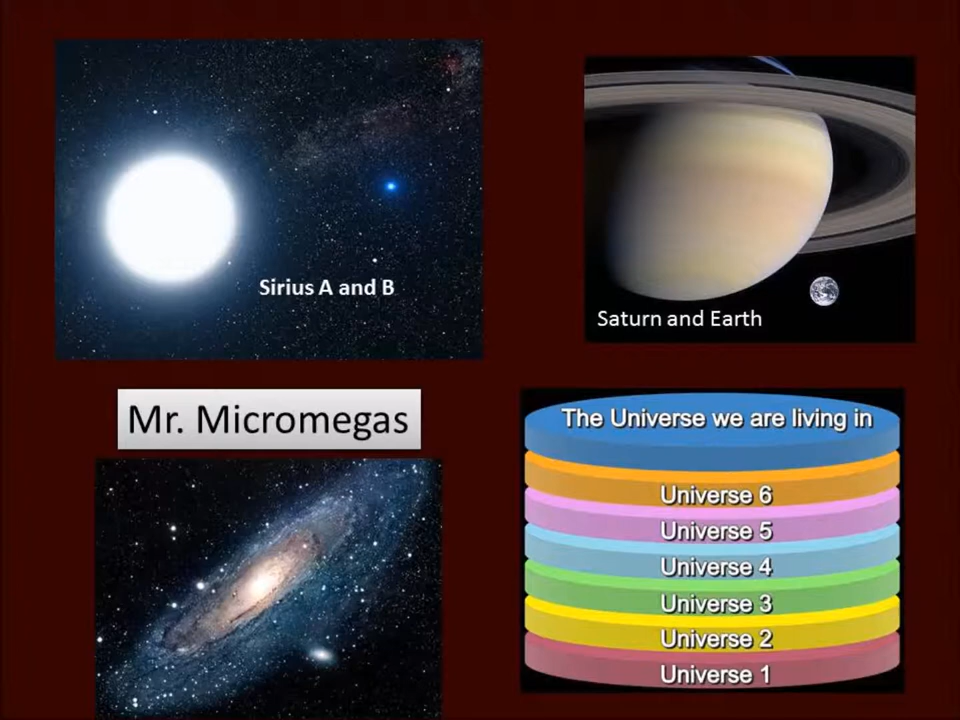 Sirius A and B
Saturn and Earth
Mr. Micromegas
The Universe we are living in
Universe 6
Universe 5
Universe 4
Universe 3
Universe 2
Universe 1